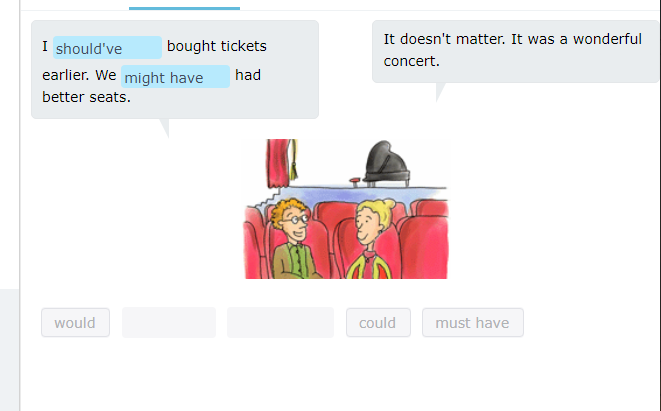 I should've bought tickets
earlier. We might have had
better seats.
It doesn't matter. It was a wonderful
concert.
would could must have